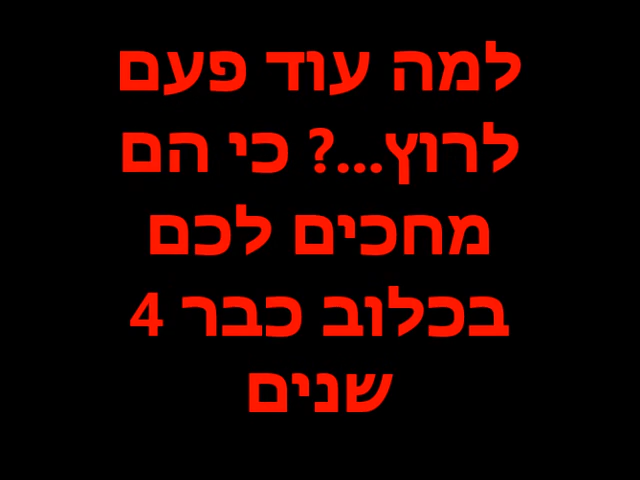 למה עוד פעם
לרוץ...? כי הם
מחכים לכם
בכלוב כבר 4
שנים